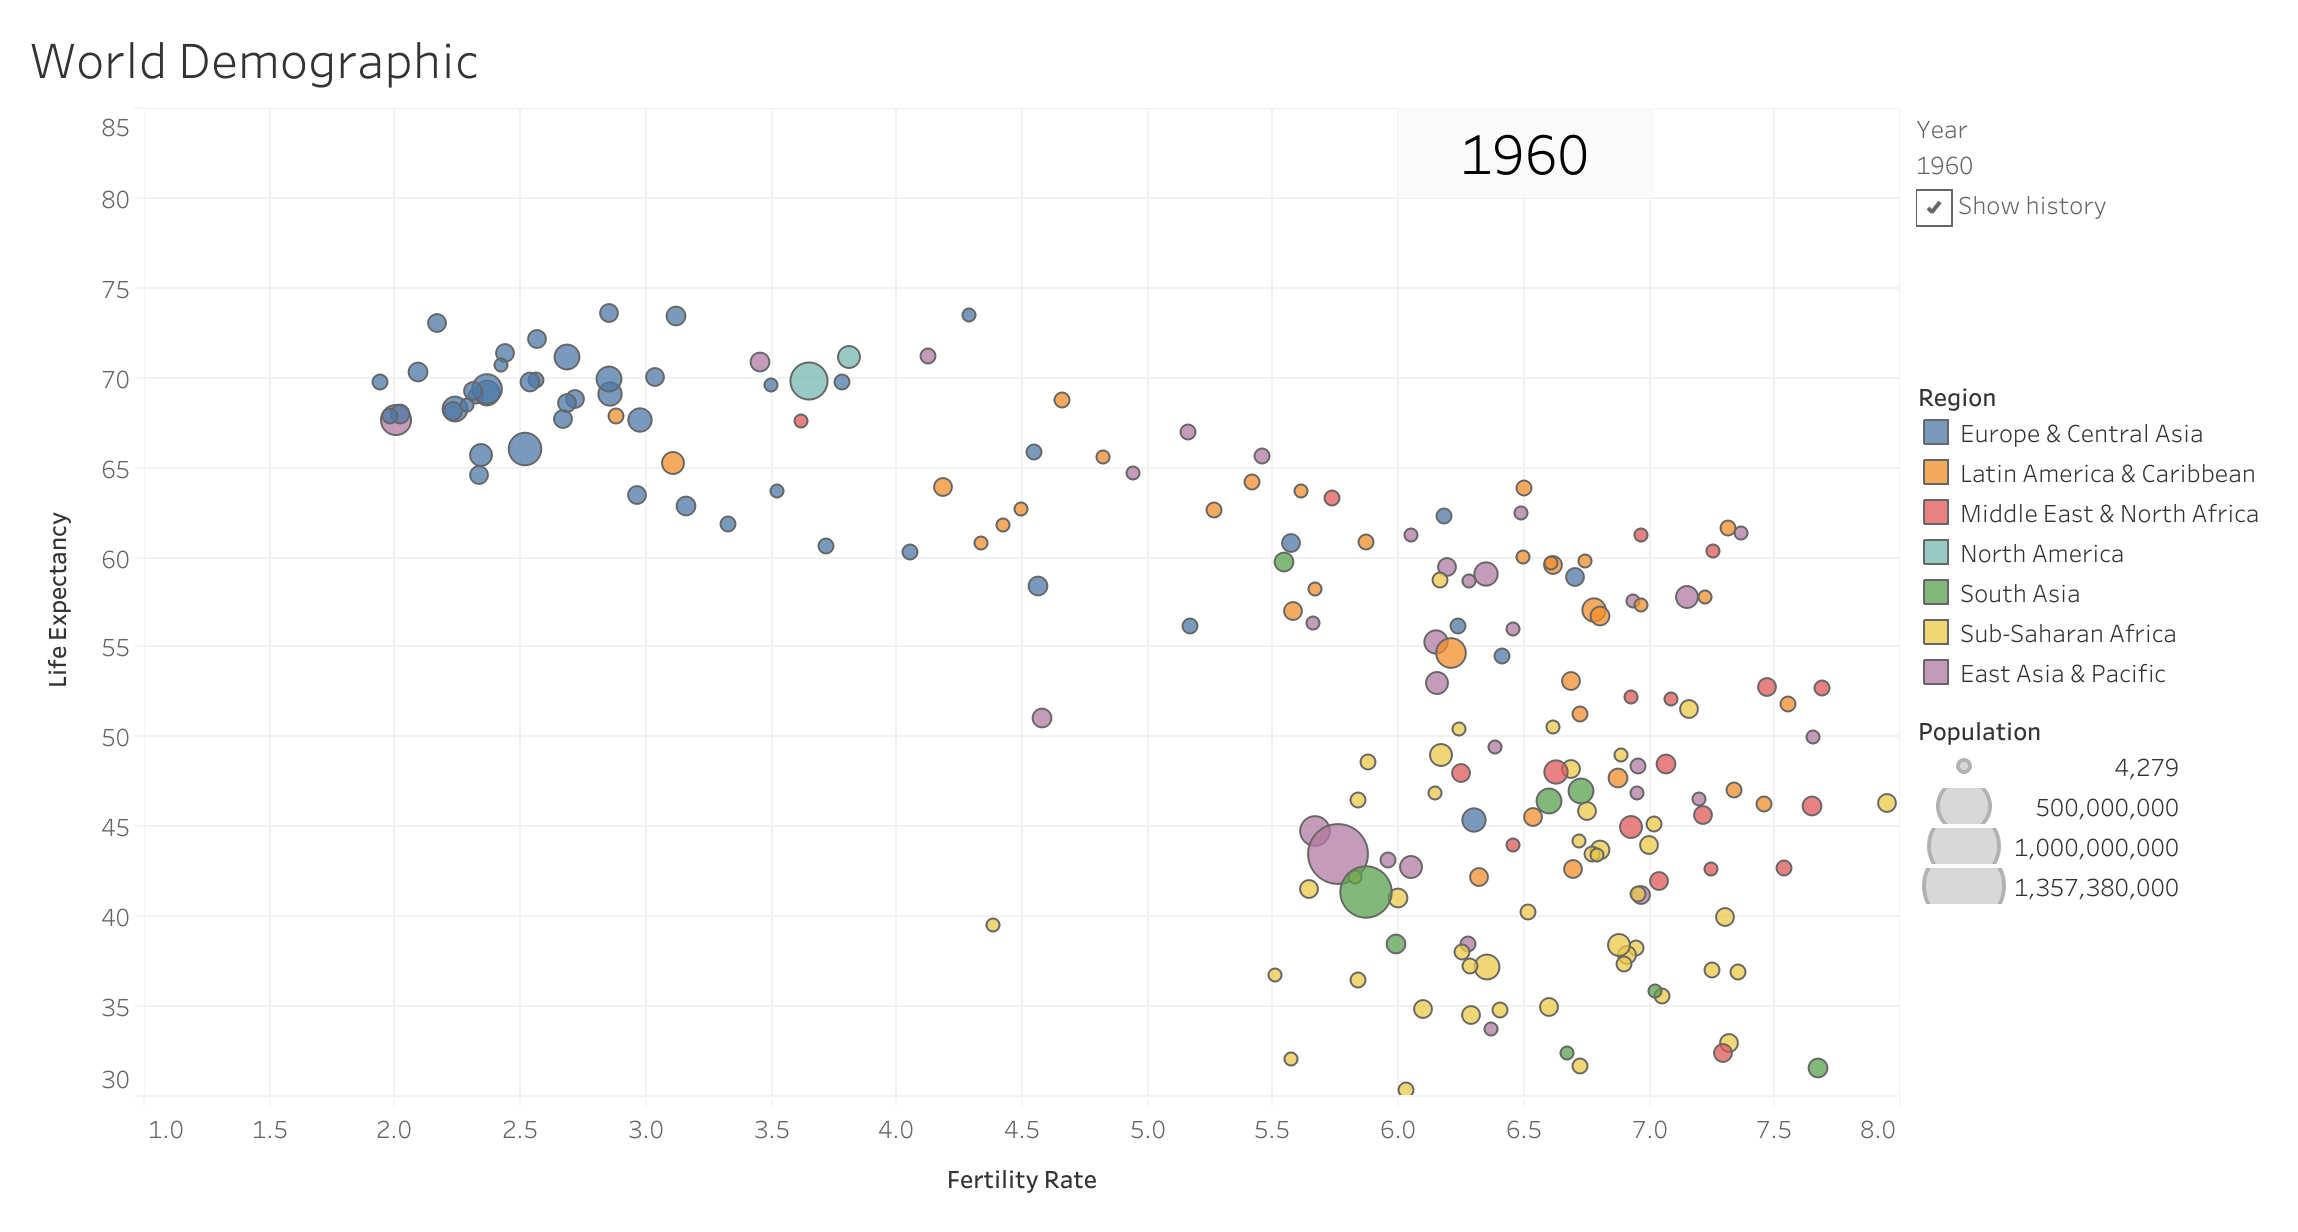 World Demographic
1960
Year
1960
Show history
Region
Europe & Central Asia
Latin America & Caribbean
Middle East & North Africa
North America
South Asia
Sub-Saharan Africa
East Asia & Pacific
Population
4,279
500,000,000
1,000,000,000
1,357,380,000
Life Expectancy
85
80
75
70
65
60
55
50
45
40
35
30
1.0 1.5 2.0 2.5 3.0 3.5 4.0 4.5 5.0 5.5 6.0 6.5 7.0 7.5 8.0
Fertility Rate